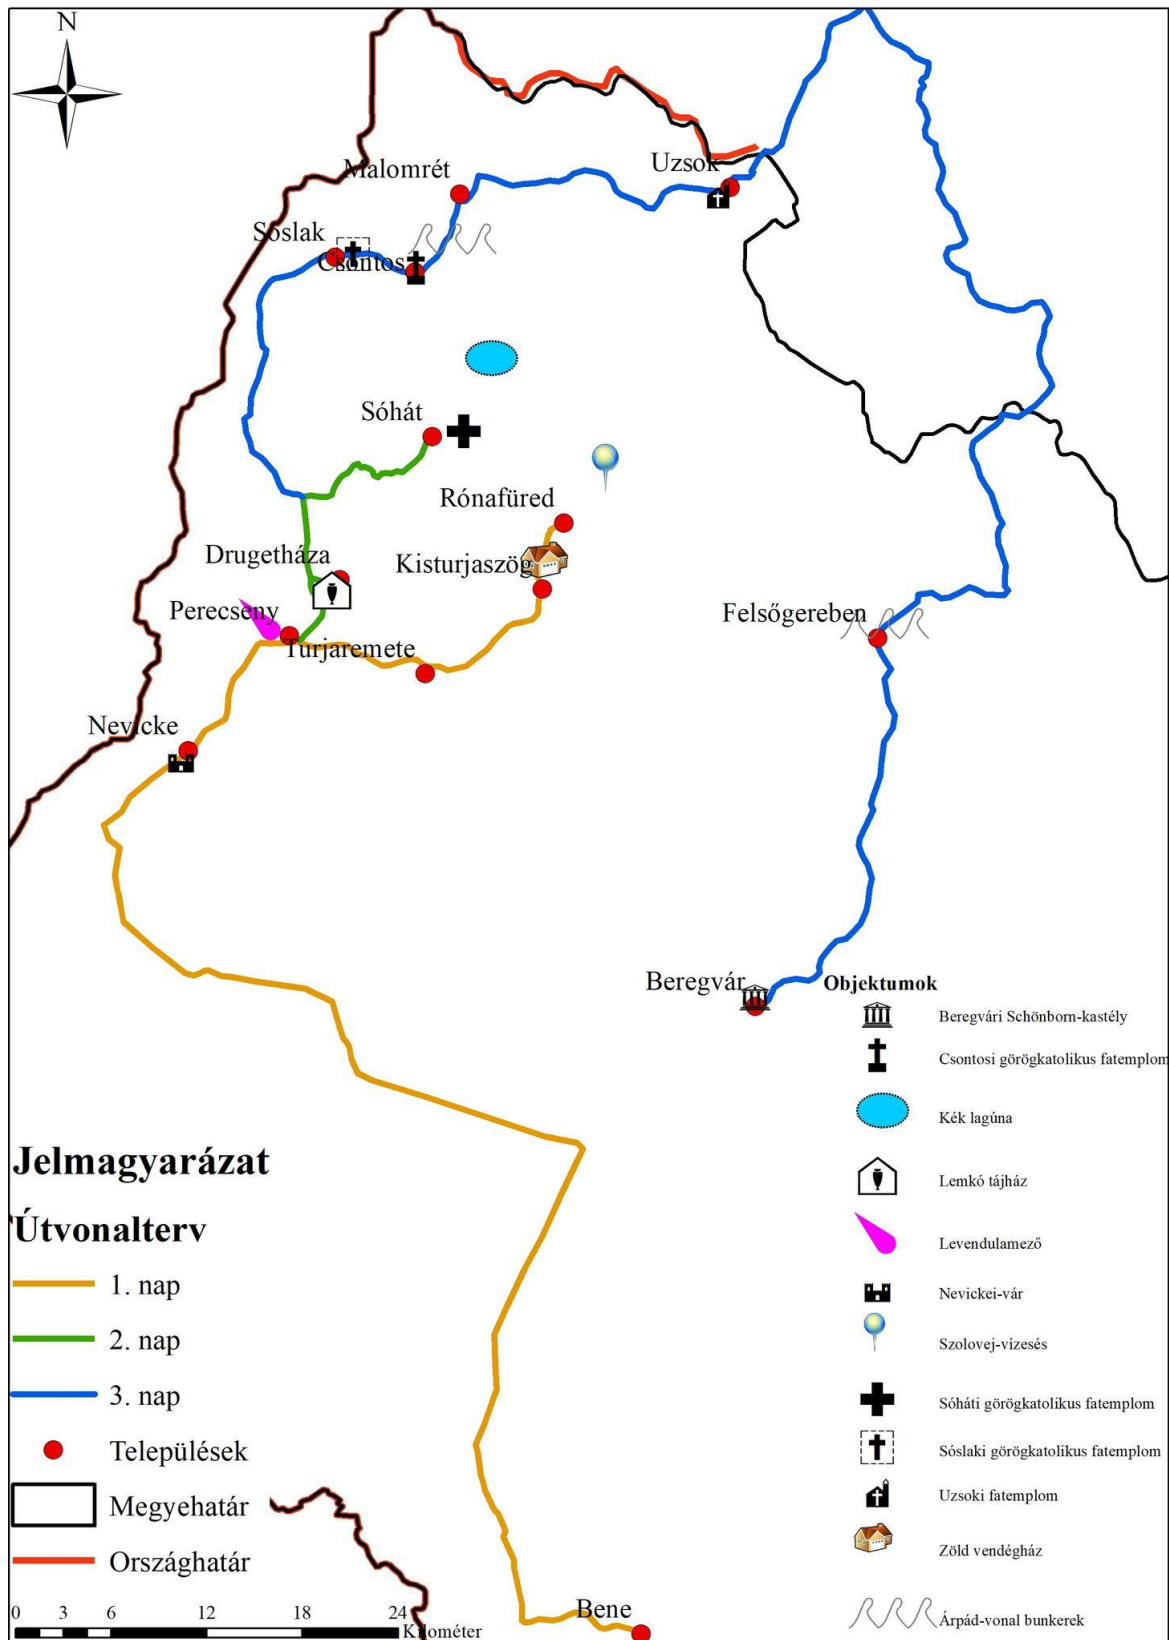 N
Malomrét
Uzsok
Sóslak
Csontos
Sóhát
Rónafüred
Drugetháza
Kisturjaszög
Perecseny
Felsőgereben
Turjaremete
Nevicke
Beregvár
Objektumok
Beregvári Schönborn-kastély
Csontosi görögkatolikus fatemplom
Kék lagúna
Lemkó tájház
Levendulamező
Nevickei-vár
Szolovej-vízesés
Sóháti görögkatolikus fatemplom
Sóslaki görögkatolikus fatemplom
Uzsoki fatemplom
Zöld vendégház
Árpád-vonal bunkerek
Jelmagyarázat
Útvonalterv
1. nap
2. nap
3. nap
Települések
Megyehatár
Országhatár
0 3 6 12 18 24
Kilométer
Bene